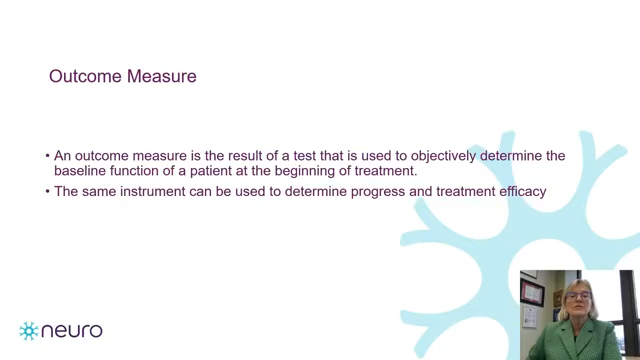 Outcome Measure
• An outcome measure is the result of a test that is used to objectively determine the
baseline function of a patient at the beginning of treatment.
• The same instrument can be used to determine progress and treatment efficacy
neuro